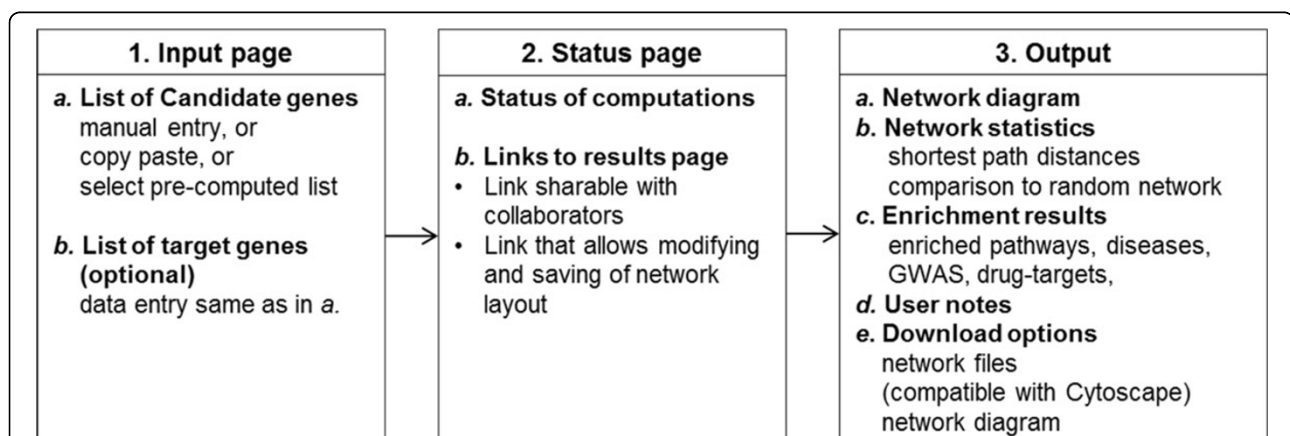 1. Input page
a. List of Candidate genes
manual entry, or
copy paste, or
select pre-computed list
b. List of target genes
(optional)
data entry same as in a.
2. Status page
a. Status of computations
b. Links to results page
• Link sharable with
collaborators
• Link that allows modifying
and saving of network
layout
3. Output
a. Network diagram
b. Network statistics
shortest path distances
comparison to random network
c. Enrichment results
enriched pathways, diseases,
GWAS, drug-targets,
d. User notes
e. Download options
network files
(compatible with Cytoscape)
network diagram